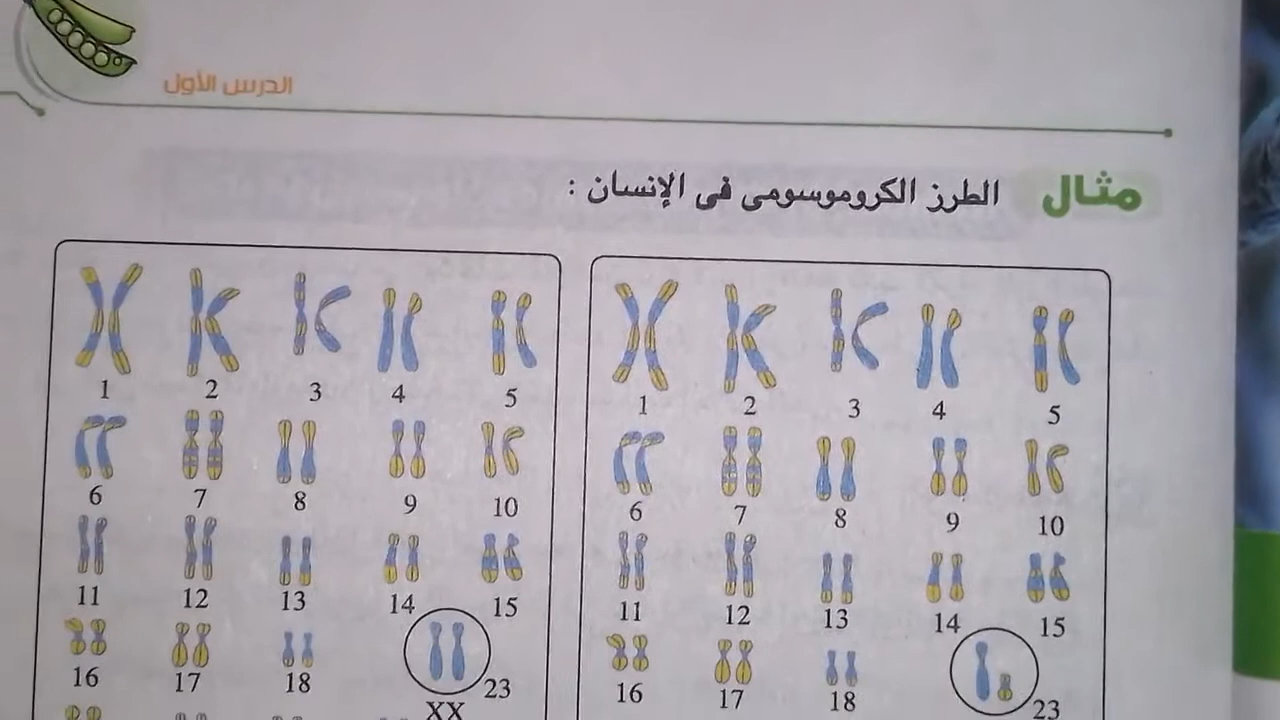 الدرس الأول
مثال الطرز الكروموسومى فى الإنسان :
1 2 3 4 5
6 7 8 9 10
11 12 13 14 15
16 17 18 23
XX
1 2 3 4 5
6 7 8 9 10
11 12 13 14 15
16 17 18 23